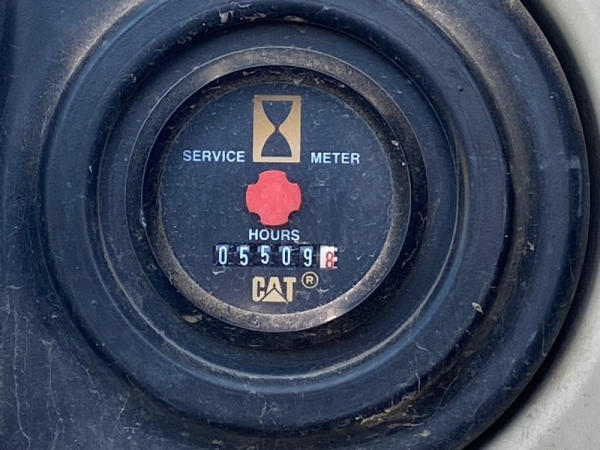 SERVICE METER
HOURS
055098
CAT®